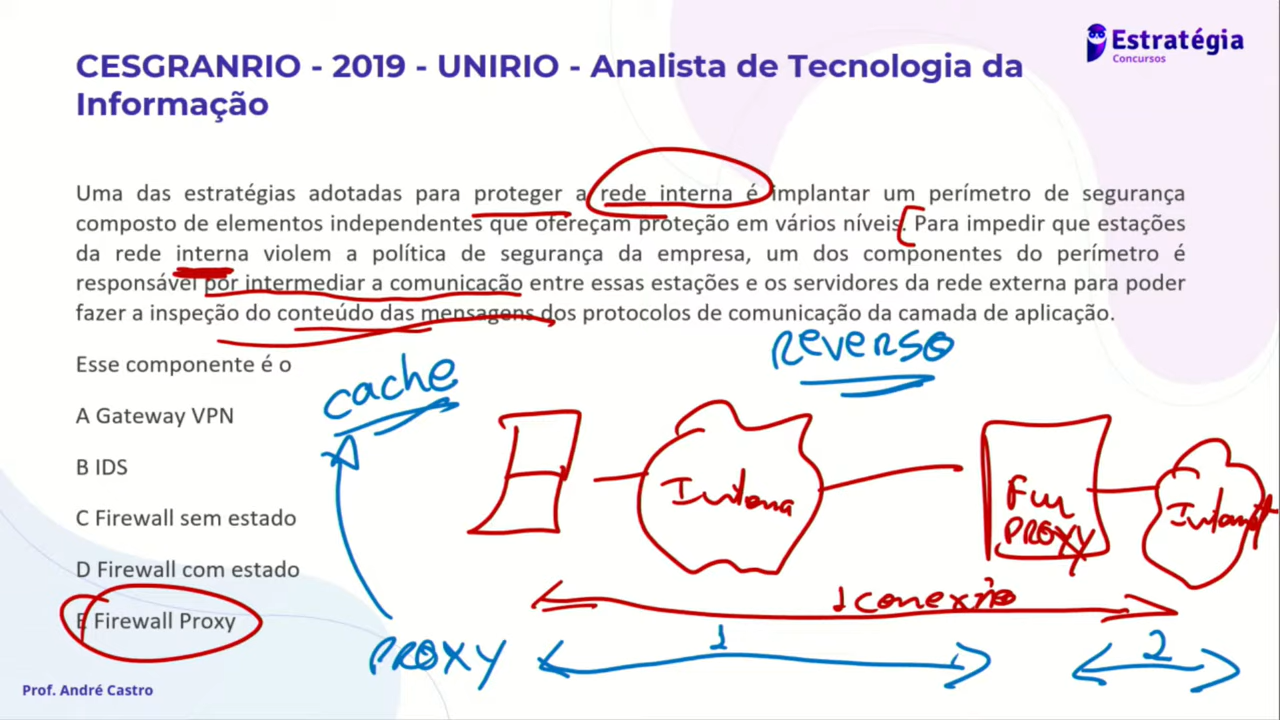 Estratégia
Concursos
CESGRANRIO - 2019 - UNIRIO - Analista de Tecnologia da
Informação
Uma das estratégias adotadas para proteger a rede interna é implantar um perímetro de segurança
composto de elementos independentes que ofereçam proteção em vários níveis. Para impedir que estações
da rede interna violem a política de segurança da empresa, um dos componentes do perímetro é
responsável por intermediar a comunicação entre essas estações e os servidores da rede externa para poder
fazer a inspeção do conteúdo das mensagens dos protocolos de comunicação da camada de aplicação.
Esse componente é o
A Gateway VPN
B IDS
C Firewall sem estado
D Firewall com estado
E Firewall Proxy
cache
REVERSO
PROXY
1 conexão
PROXY
1
2
Prof. André Castro